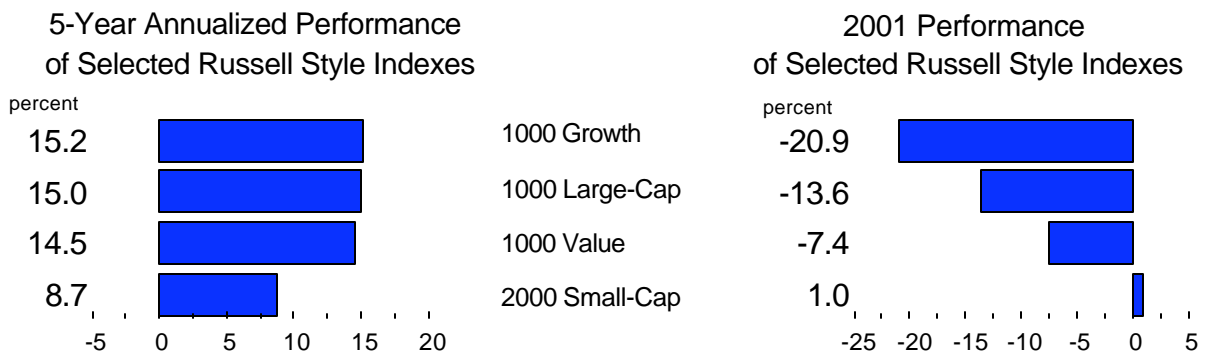 5-Year Annualized Performance
of Selected Russell Style Indexes
percent
15.2
15.0
14.5
8.7
-5 0 5 10 15 20
1000 Growth
1000 Large-Cap
1000 Value
2000 Small-Cap
2001 Performance
of Selected Russell Style Indexes
percent
-20.9
-13.6
-7.4
1.0
-25 -20 -15 -10 -5 0 5